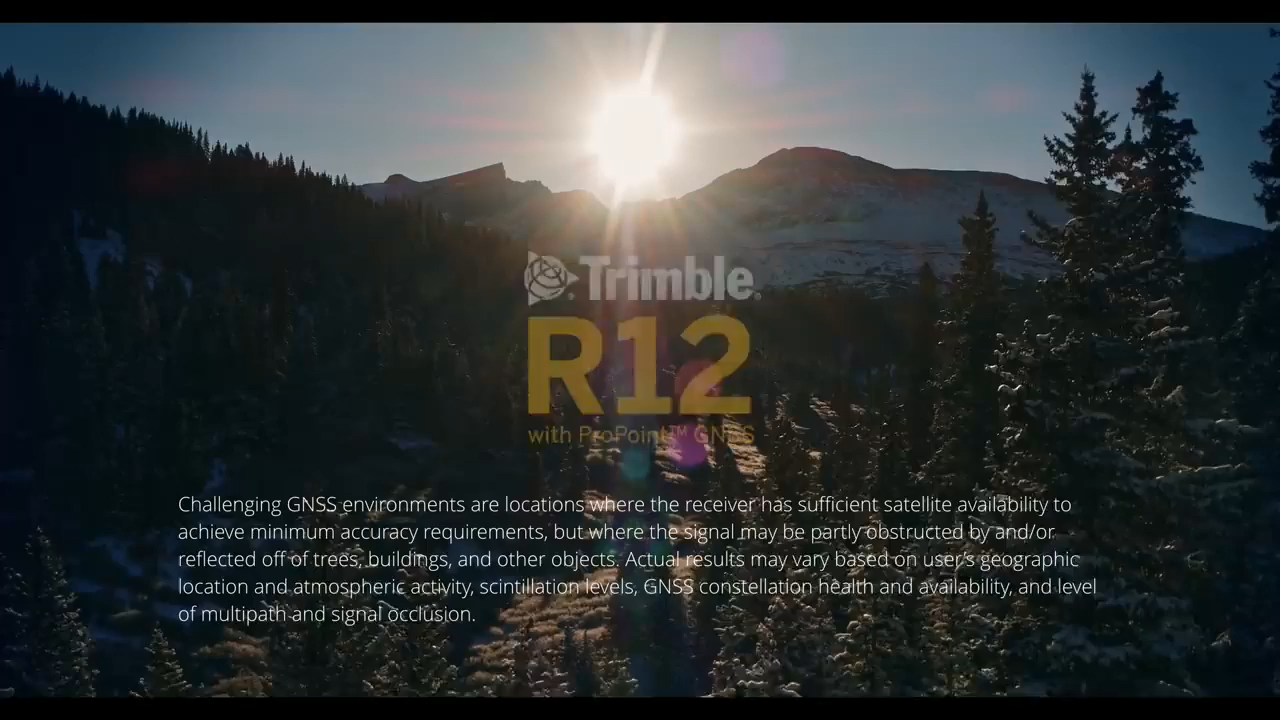 Trimble
R12
with ProPoint™ GNSS
Challenging GNSS environments are locations where the receiver has sufficient satellite availability to
achieve minimum accuracy requirements, but where the signal may be partly obstructed by and/or
reflected off of trees, buildings, and other objects. Actual results may vary based on user's geographic
location and atmospheric activity, scintillation levels, GNSS constellation health and availability, and level
of multipath and signal occlusion.